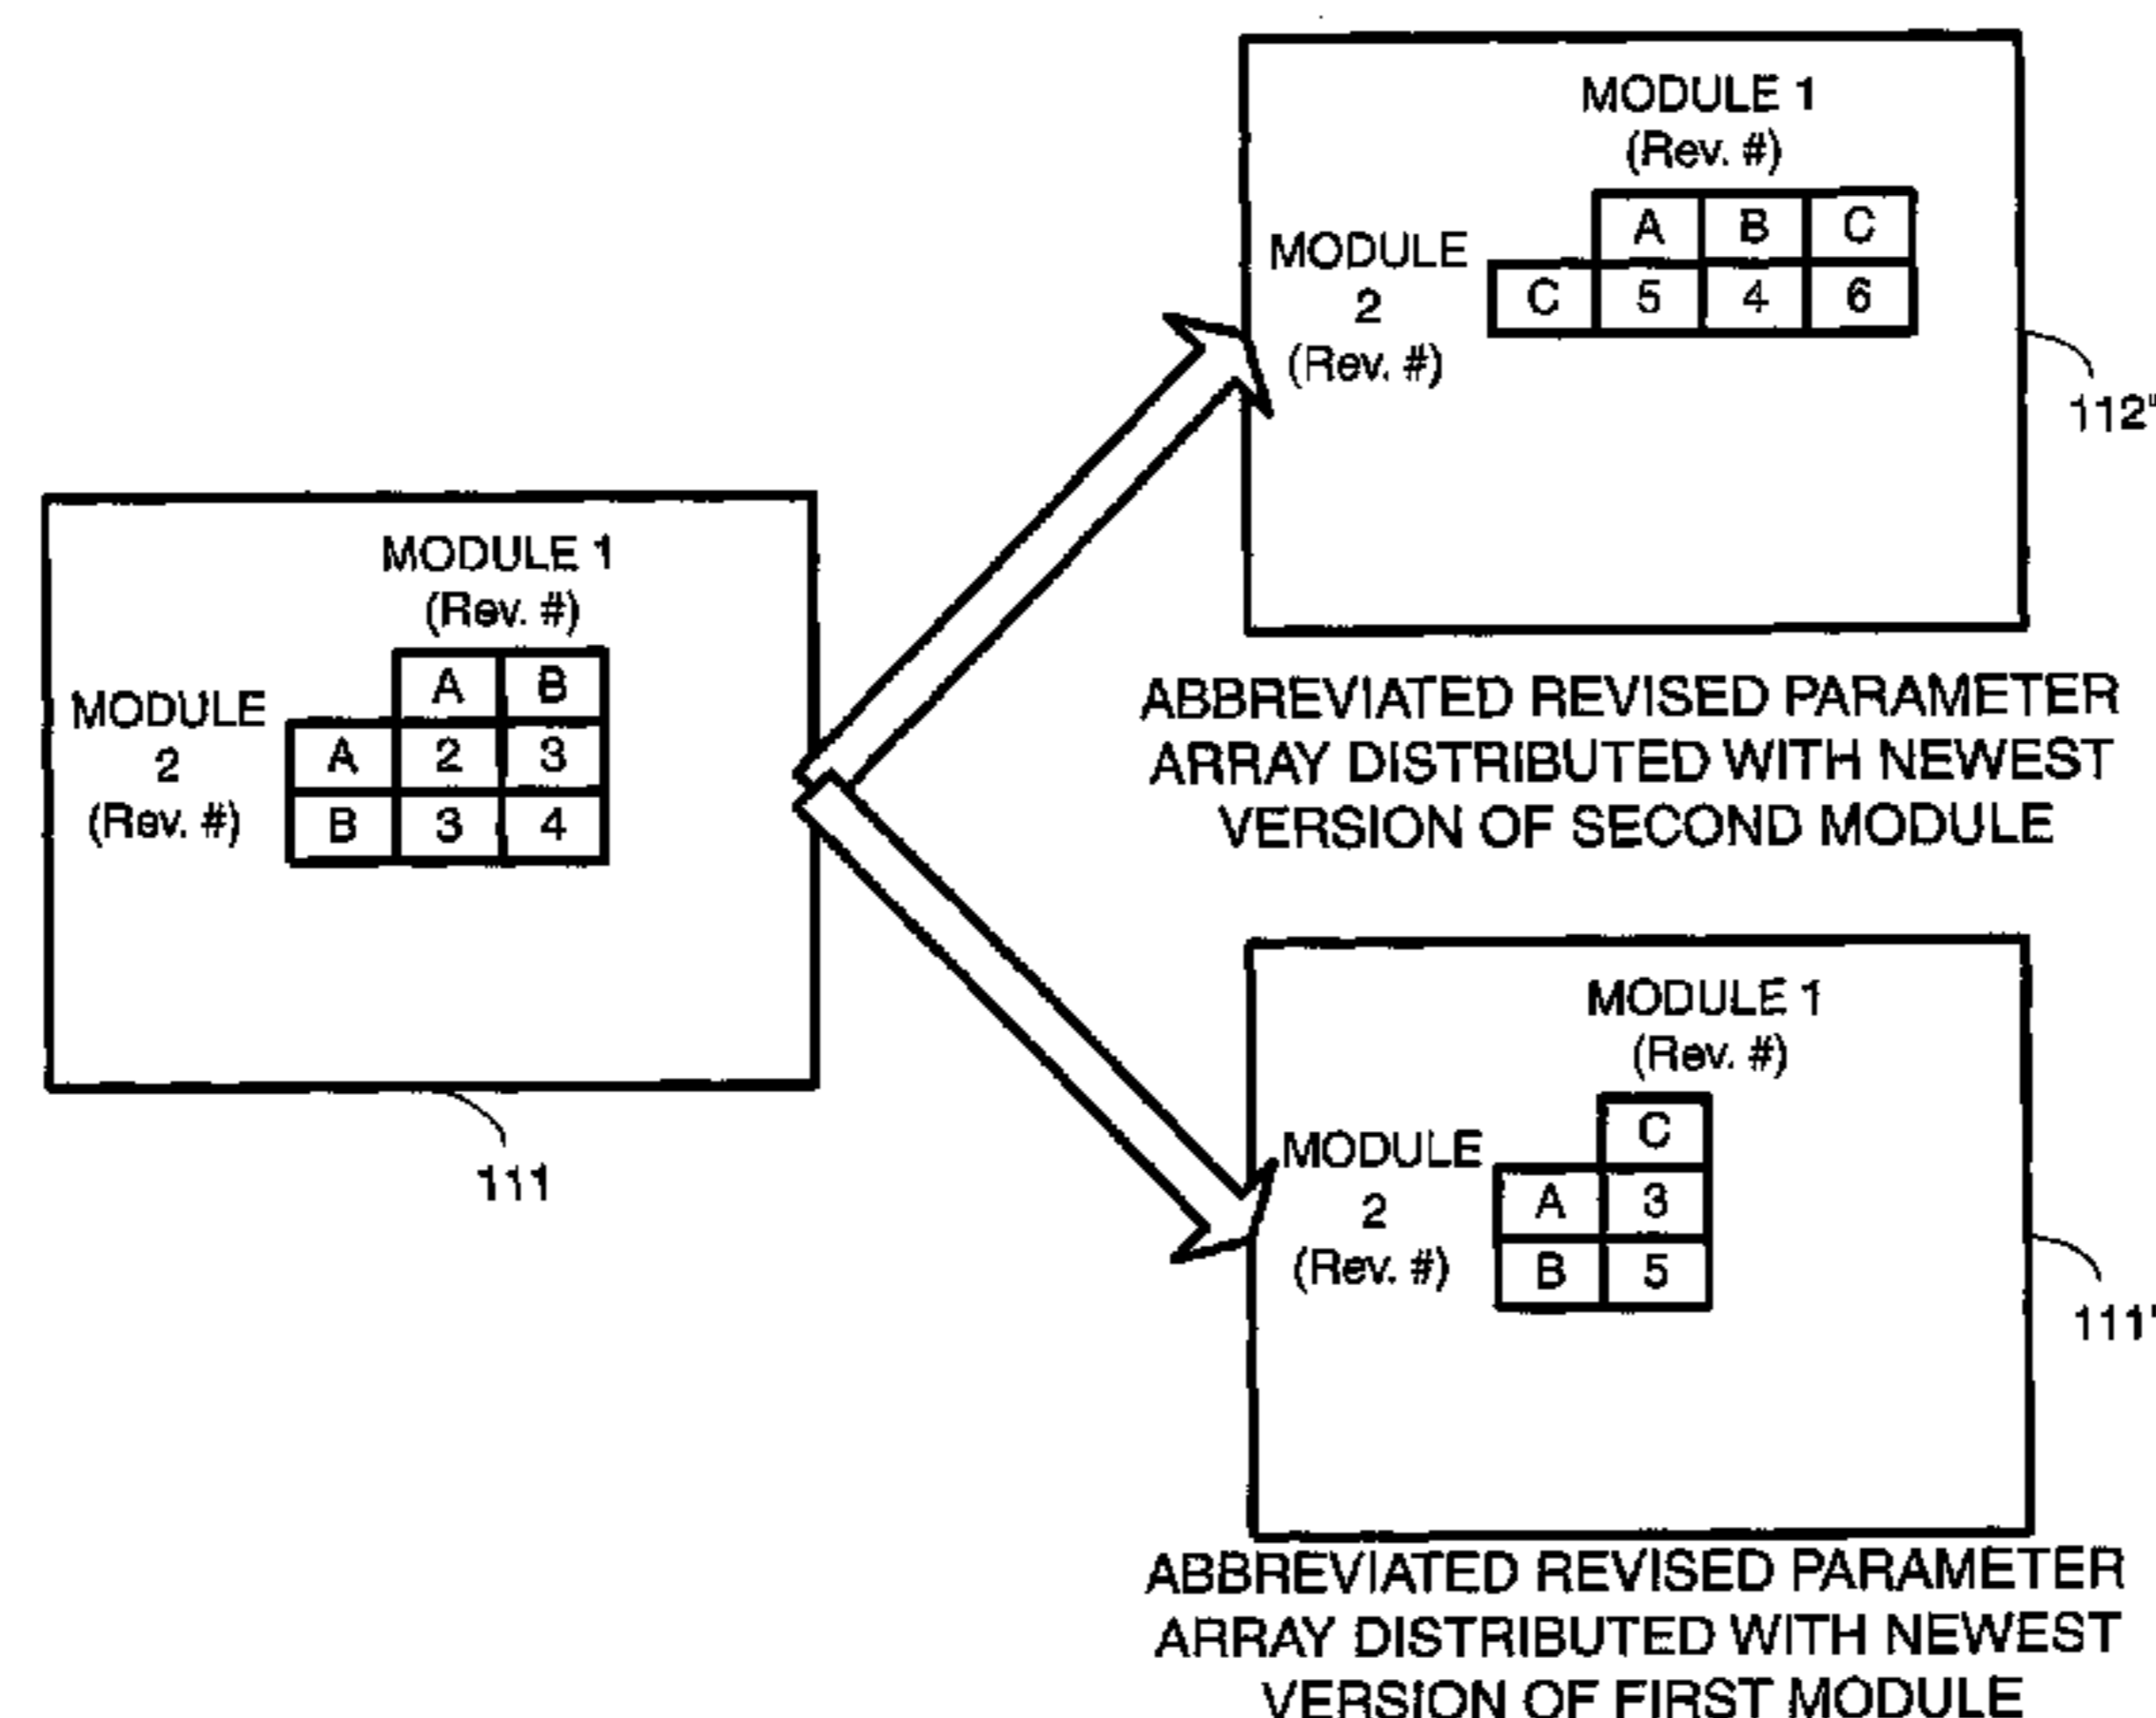 MODULE 1
(Rev. #)
A B
MODULE
2
(Rev. #)
A 2 3
B 3 4
111
MODULE 1
(Rev. #)
A B C
MODULE
2
(Rev. #)
C 5 4 6
112"
ABBREVIATED REVISED PARAMETER
ARRAY DISTRIBUTED WITH NEWEST
VERSION OF SECOND MODULE
MODULE 1
(Rev. #)
C
MODULE
2
(Rev. #)
A 3
B 5
111"
ABBREVIATED REVISED PARAMETER
ARRAY DISTRIBUTED WITH NEWEST
VERSION OF FIRST MODULE